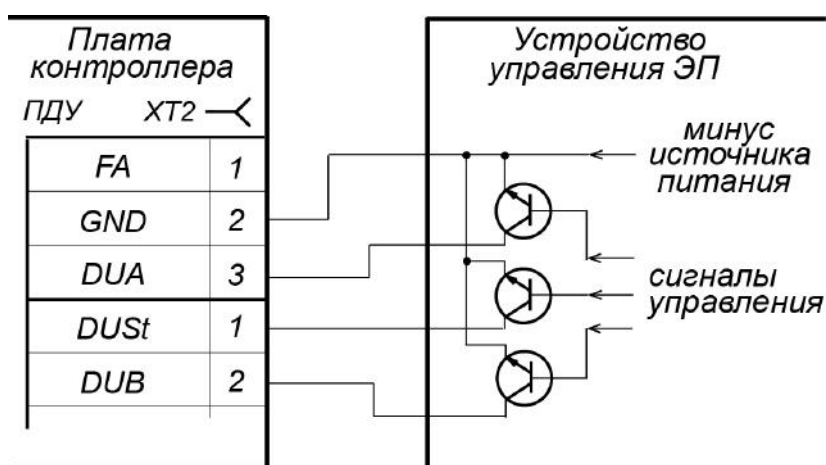 Плата
контроллера
ПДУ XT2
FA 1
GND 2
DUA 3
DUSt 1
DUB 2
Устройство
управления ЭП
минус
источника
питания
сигналы
управления